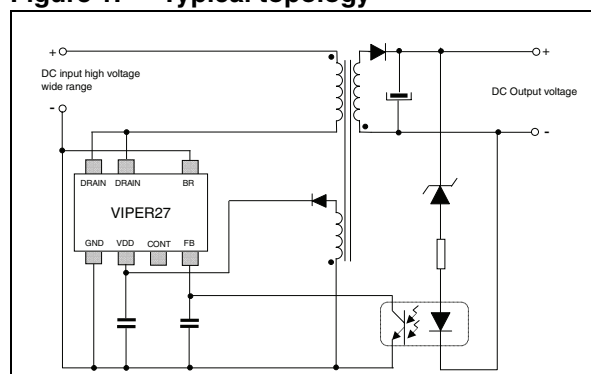 Figure 1. Typical topology
+
DC input high voltage
wide range
-
+
DC Output voltage
-
DRAIN DRAIN BR
VIPER27
GND VDD CONT FB